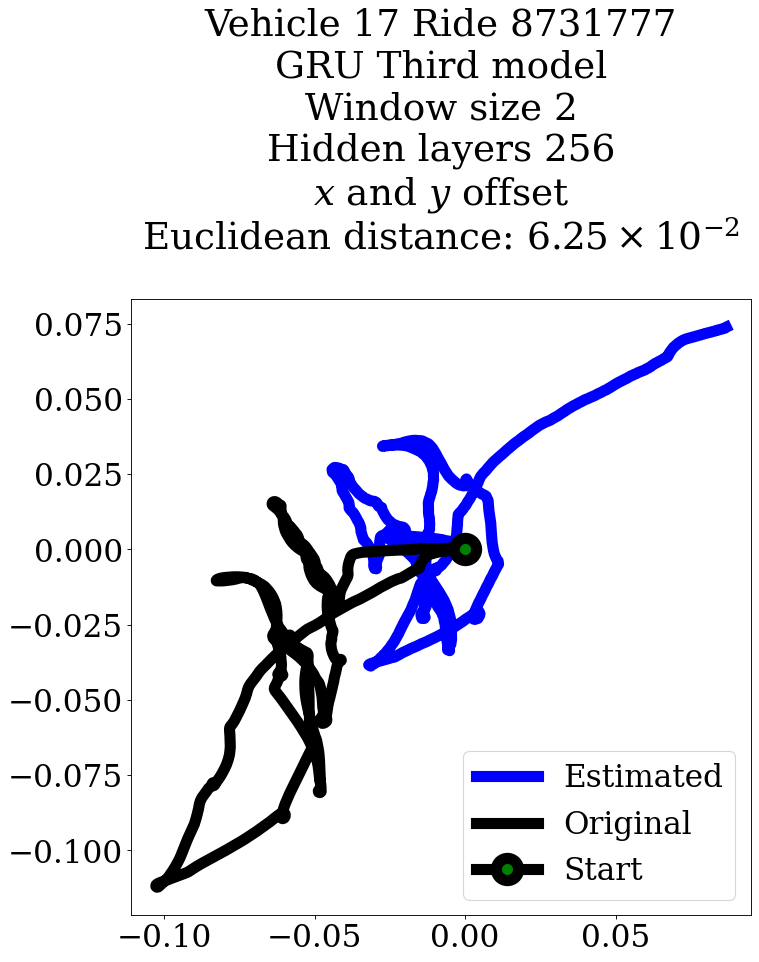 Vehicle 17 Ride 8731777
GRU Third model
Window size 2
Hidden layers 256
x and y offset
Euclidean distance: 6.25 × 10⁻²
0.075
0.050
0.025
0.000
−0.025
−0.050
−0.075
−0.100
Estimated
Original
Start
−0.10 −0.05 0.00 0.05